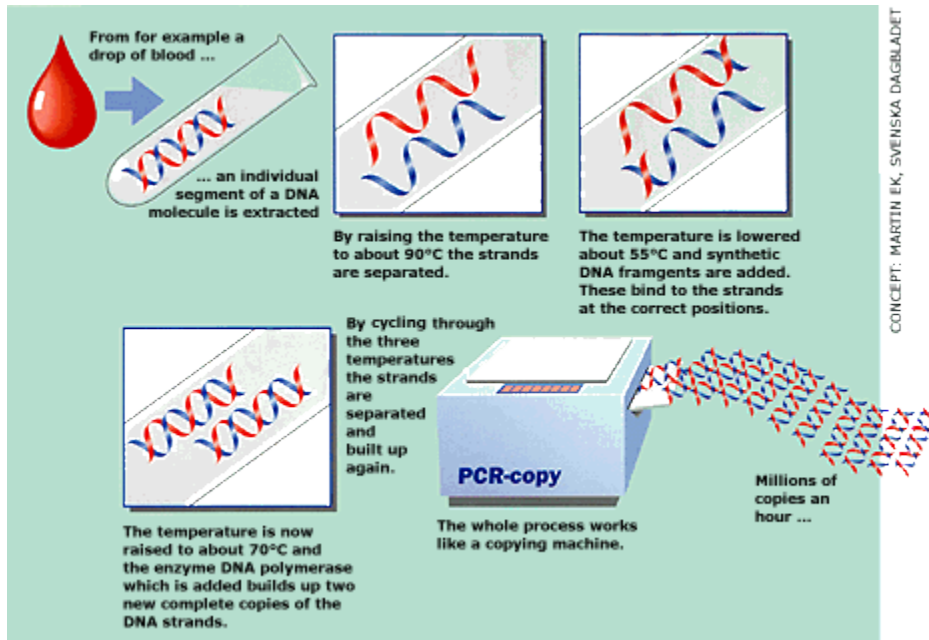 From for example a
drop of blood ...
... an individual
segment of a DNA
molecule is extracted
By raising the temperature
to about 90°C the strands
are separated.
The temperature is lowered
about 55°C and synthetic
DNA framgents are added.
These bind to the strands
at the correct positions.
The temperature is now
raised to about 70°C and
the enzyme DNA polymerase
which is added builds up two
new complete copies of the
DNA strands.
By cycling through
the three
temperatures
the strands
are
separated
and
built up
again.
PCR-copy
The whole process works
like a copying machine.
Millions of
copies an
hour ...
CONCEPT: MARTIN EK, SVENSKA DAGBLADET